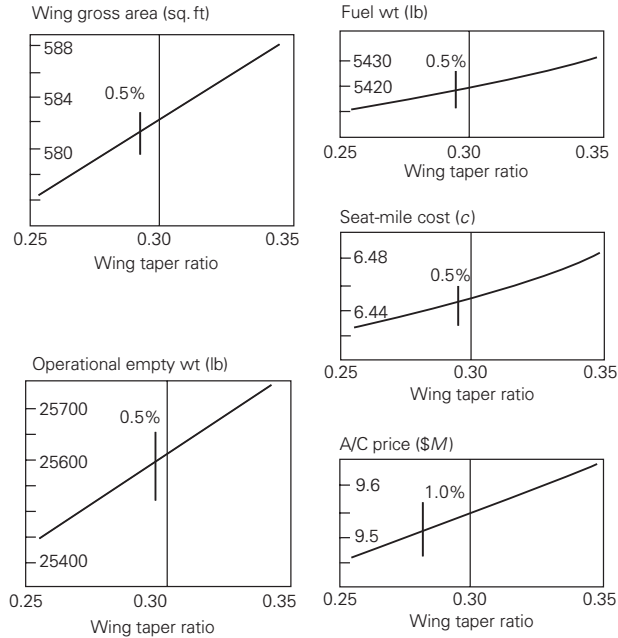 Wing gross area (sq. ft)
588
584
0.5%
580
0.25 0.30 0.35
Wing taper ratio
Operational empty wt (lb)
25700
0.5%
25600
25400
0.25 0.30 0.35
Wing taper ratio
Fuel wt (lb)
5430
0.5%
5420
0.25 0.30 0.35
Wing taper ratio
Seat-mile cost (c)
6.48
0.5%
6.44
0.25 0.30 0.35
Wing taper ratio
A/C price ($M)
9.6
1.0%
9.5
0.25 0.30 0.35
Wing taper ratio